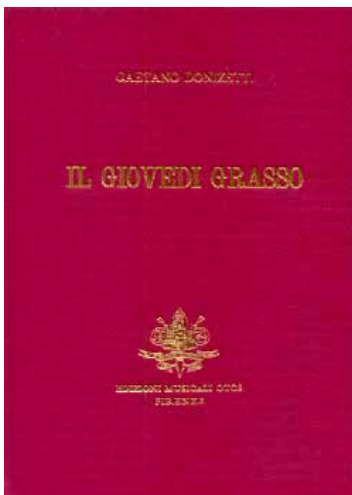 GAETANO DONIZETTI
IL GIOVEDI GRASSO
EDIZIONI MUSICALI OTOS
FIRENZE